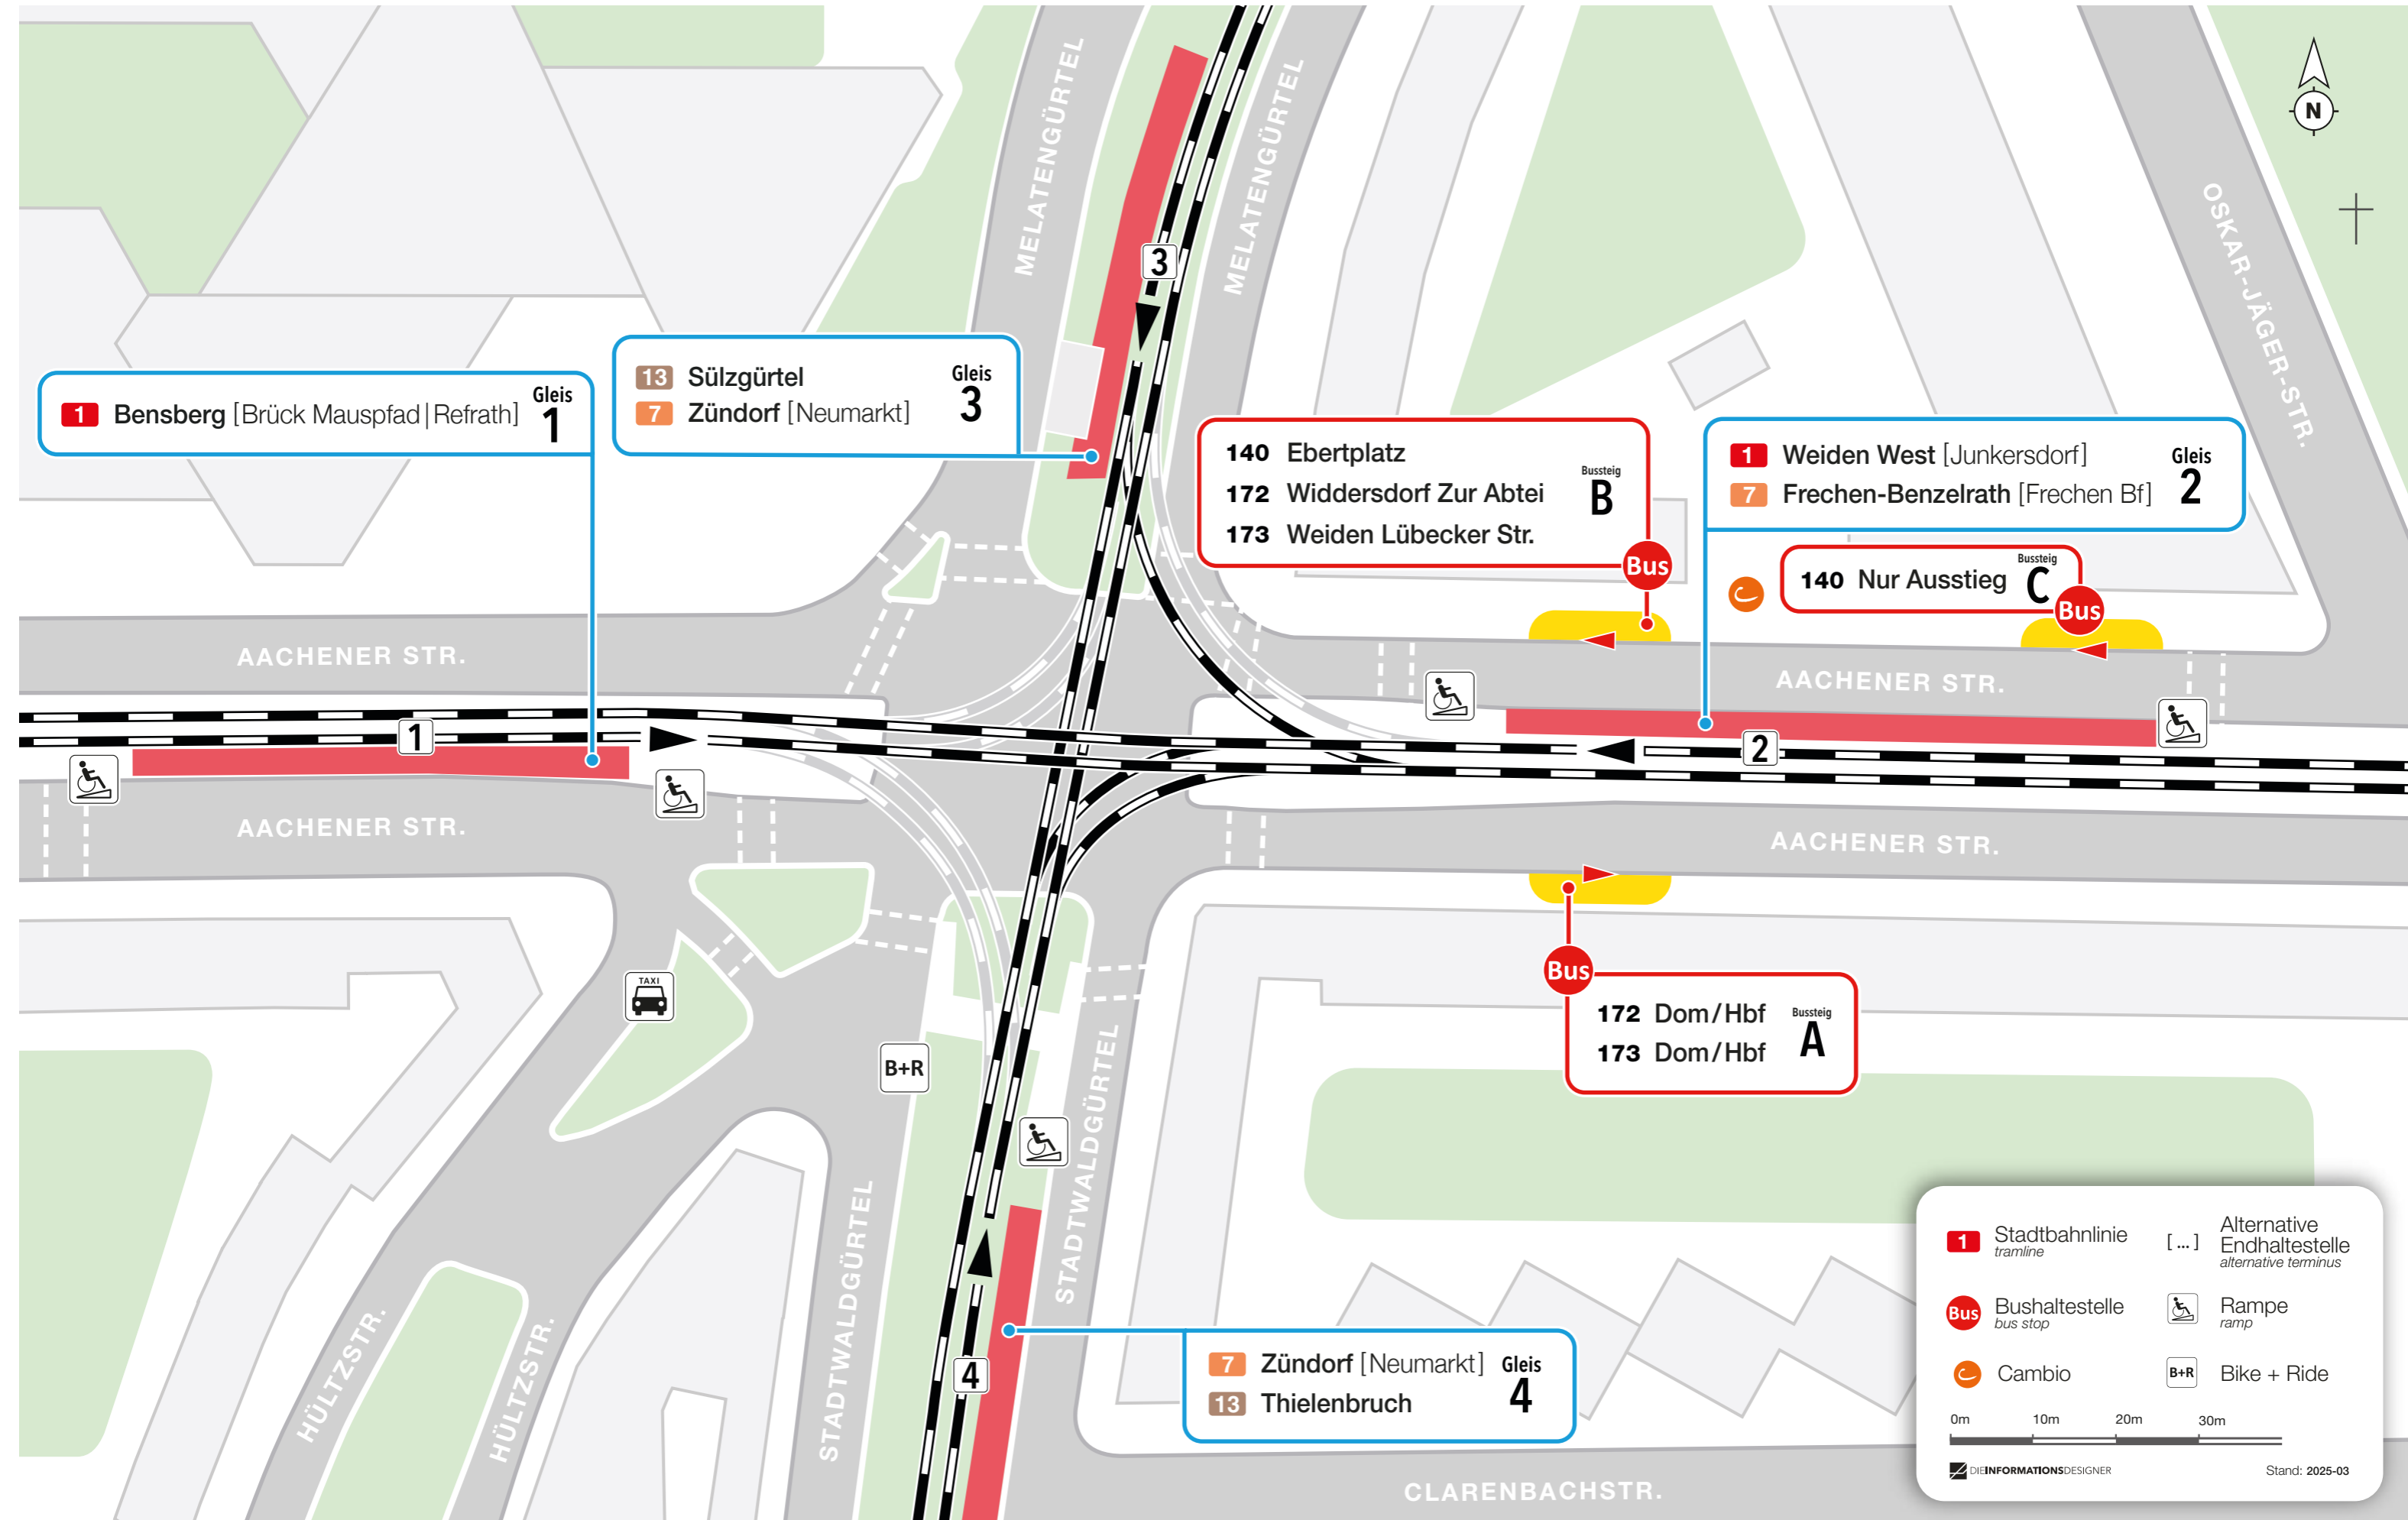 N
MELATENGÜRTEL
MELATENGÜRTEL
OSKAR-JÄGER-STR.
3
1 Bensberg [Brück Mauspfad|Refrath] Gleis 1
13 Sülzgürtel
7 Zündorf [Neumarkt]
Gleis 3
140 Ebertplatz
172 Widdersdorf Zur Abtei
173 Weiden Lübecker Str.
Bussteig B
Bus
1 Weiden West [Junkersdorf]
7 Frechen-Benzelrath [Frechen Bf]
Gleis 2
140 Nur Ausstieg Bussteig C
Bus
AACHENER STR.
AACHENER STR.
1
2
AACHENER STR.
AACHENER STR.
TAXI
B+R
Bus
172 Dom/Hbf
173 Dom/Hbf
Bussteig A
STADTWALDGÜRTEL
STADTWALDGÜRTEL
HÜLTZSTR.
HÜLTZSTR.
4
7 Zündorf [Neumarkt]
13 Thielenbruch
Gleis 4
CLARENBACHSTR.
1 Stadtbahnlinie
tramline
[ ... ] Alternative
Endhaltestelle
alternative terminus
Bus Bushaltestelle
bus stop
Rampe
ramp
Cambio
B+R Bike + Ride
0m 10m 20m 30m
DIEINFORMATIONSDESIGNER
Stand: 2025-03